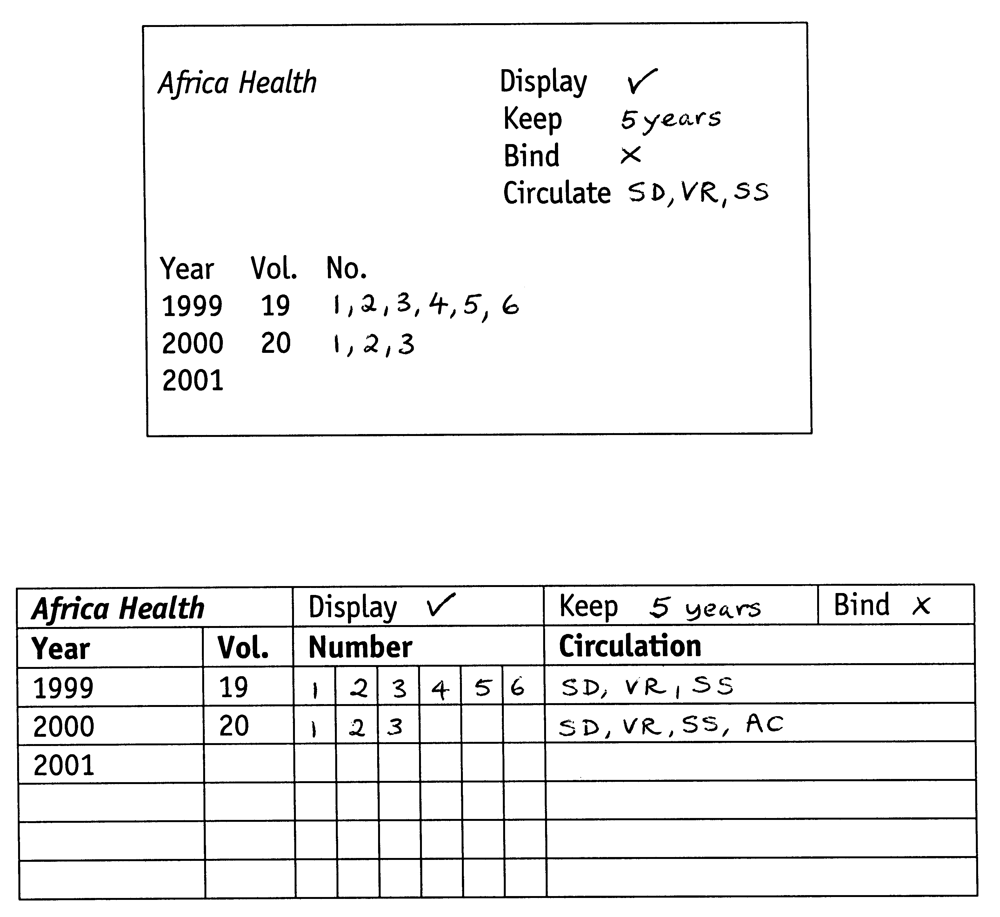 Africa Health Display ✓
Keep 5 years
Bind x
Circulate SD, VR, SS
Year Vol. No.
1999 19 1, 2, 3, 4, 5, 6
2000 20 1, 2, 3
2001
Africa Health Display ✓ Keep 5 years Bind x
Year Vol. Number Circulation
1999 19 1 2 3 4 5 6 SD, VR, SS
2000 20 1 2 3 SD, VR, SS, AC
2001